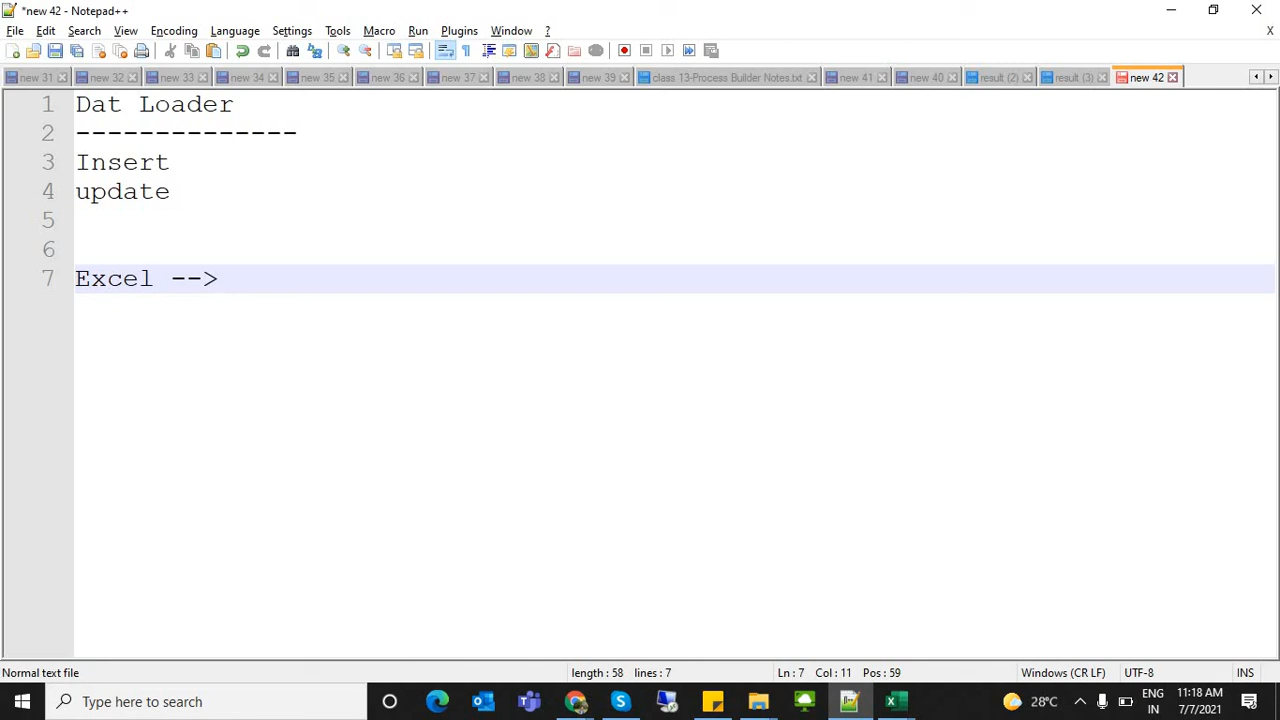 *new 42 - Notepad++
File Edit Search View Encoding Language Settings Tools Macro Run Plugins Window ? X
new 31 new 32 new 33 new 34 new 35 new 36 new 37 new 38 new 39 class 13-Process Builder Notes.txt new 41 new 40 result (2) result (3) new 42
1 Dat Loader
2 --------------
3 Insert
4 update
5
6
7 Excel -->
Normal text file length : 58 lines : 7 Ln : 7 Col : 11 Pos : 59 Windows (CR LF) UTF-8 INS
Type here to search 28°C ENG 11:18 AM
IN 7/7/2021